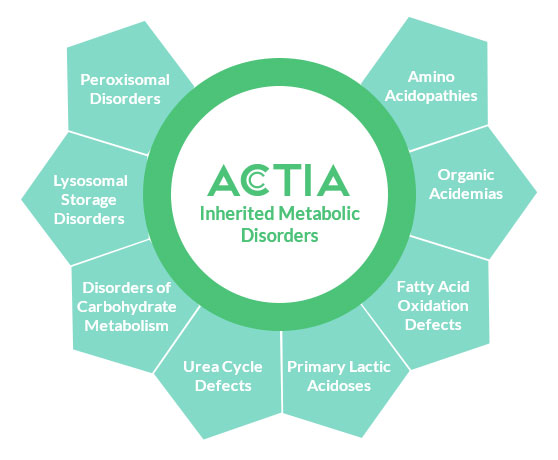 Peroxisomal
Disorders
Amino
Acidopathies
Lysosomal
Storage
Disorders
ACCTIA
Inherited Metabolic
Disorders
Organic
Acidemias
Disorders of
Carbohydrate
Metabolism
Fatty Acid
Oxidation
Defects
Urea Cycle
Defects
Primary Lactic
Acidoses